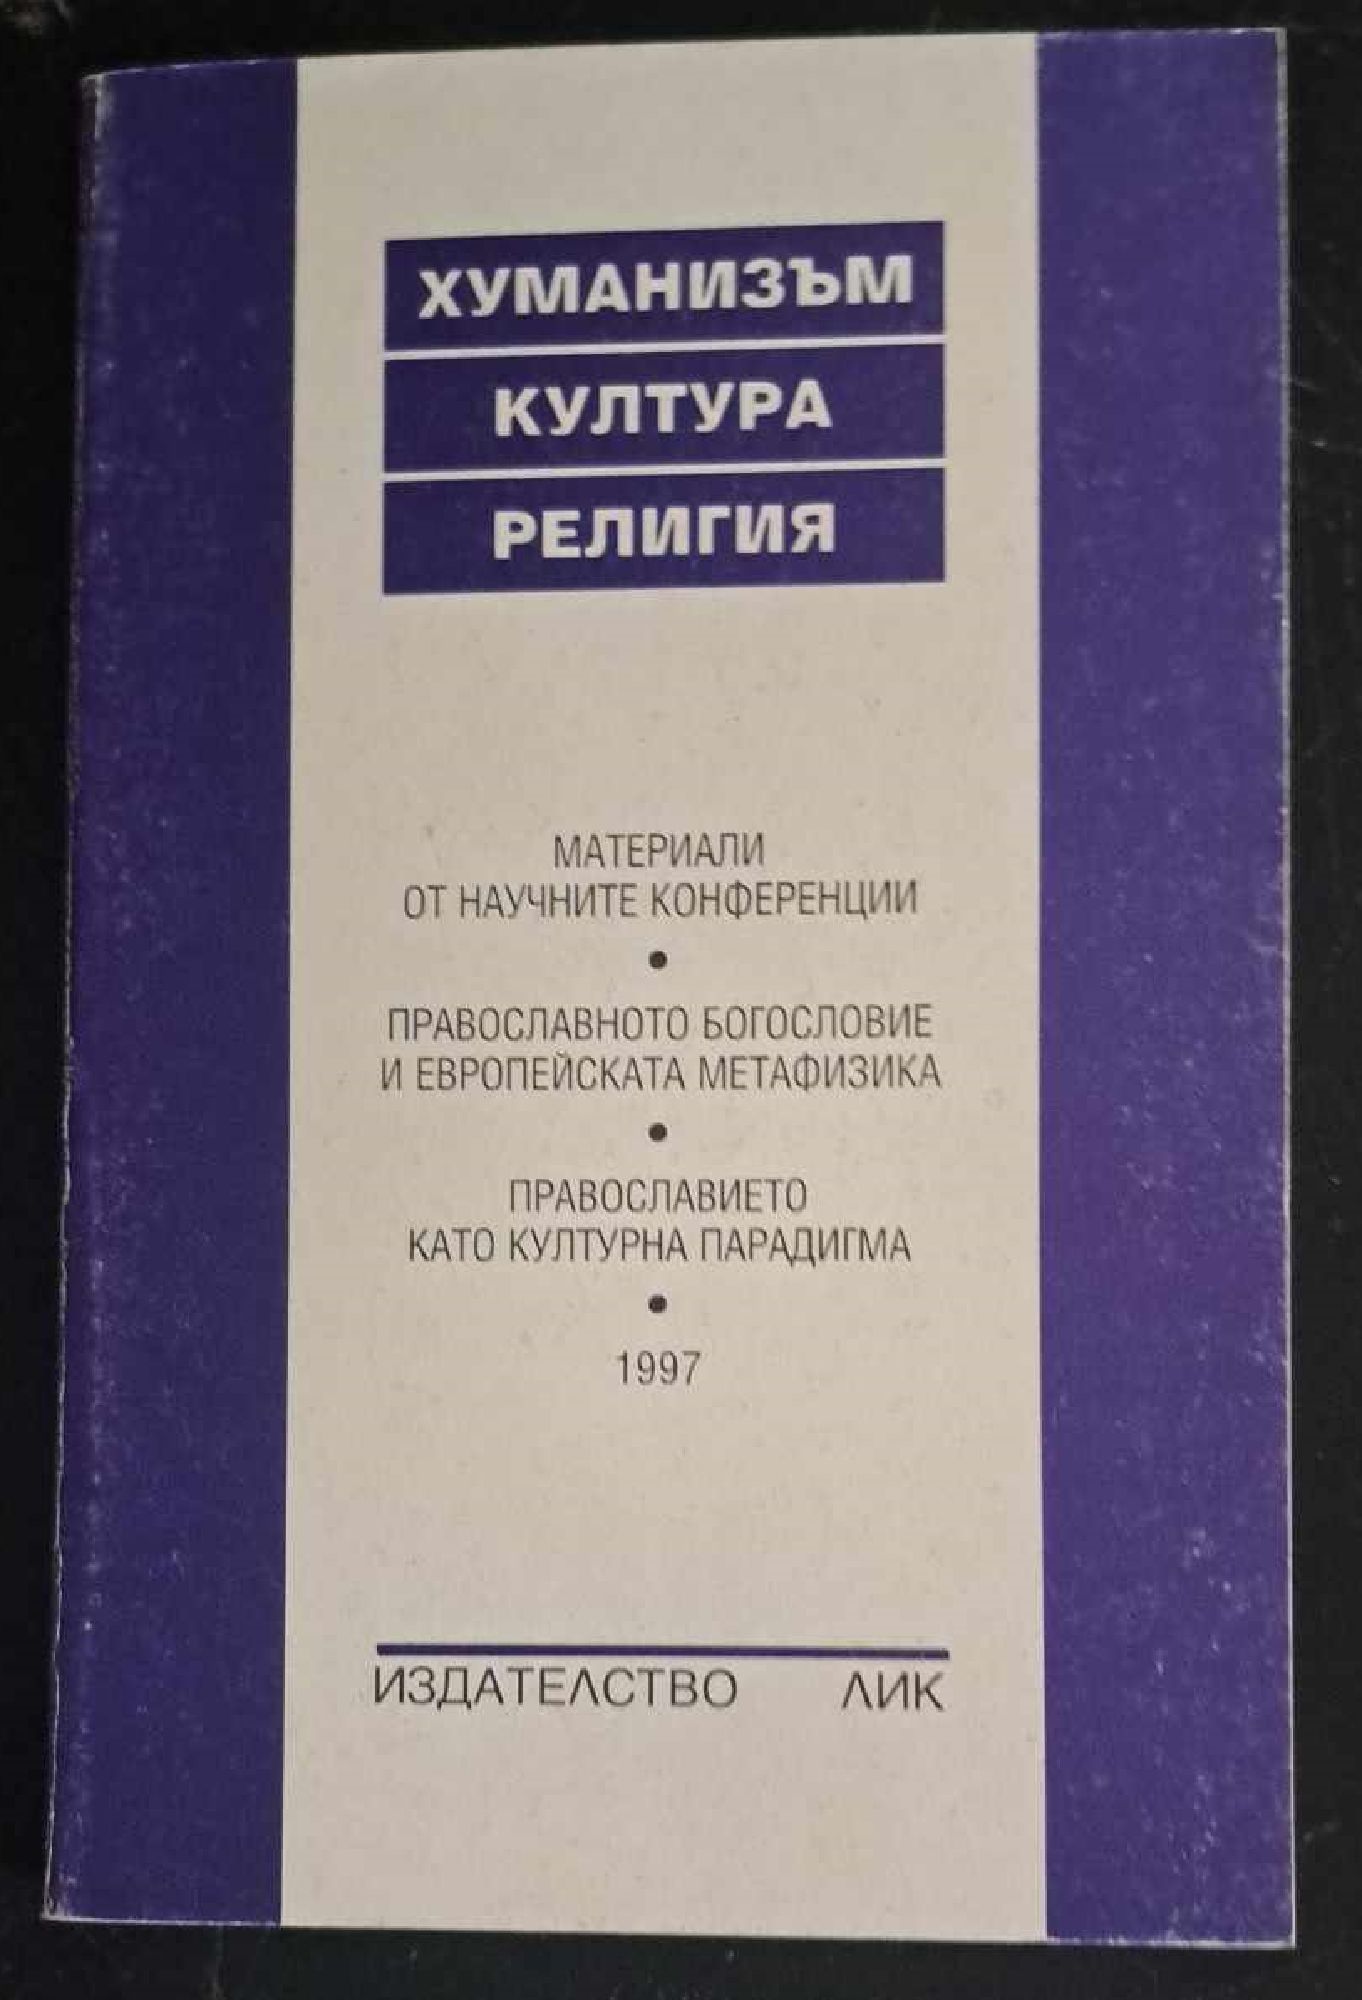 ХУМАНИЗЪМ
КУЛТУРА
РЕЛИГИЯ
МАТЕРИАЛИ
ОТ НАУЧНИТЕ КОНФЕРЕНЦИИ
•
ПРАВОСЛАВНОТО БОГОСЛОВИЕ
И ЕВРОПЕЙСКАТА МЕТАФИЗИКА
•
ПРАВОСЛАВИЕТО
КАТО КУЛТУРНА ПАРАДИГМА
•
1997
ИЗДАТЕЛСТВО ЛИК